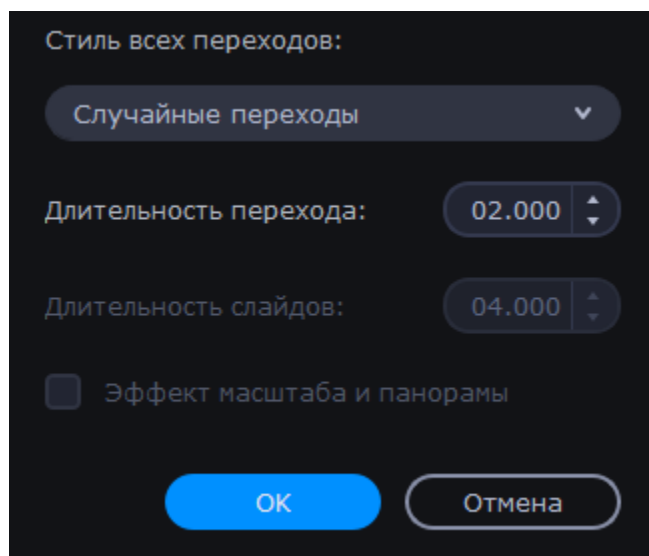 Стиль всех переходов:
Случайные переходы
Длительность перехода: 02.000
Длительность слайдов: 04.000
Эффект масштаба и панорамы
OK Отмена